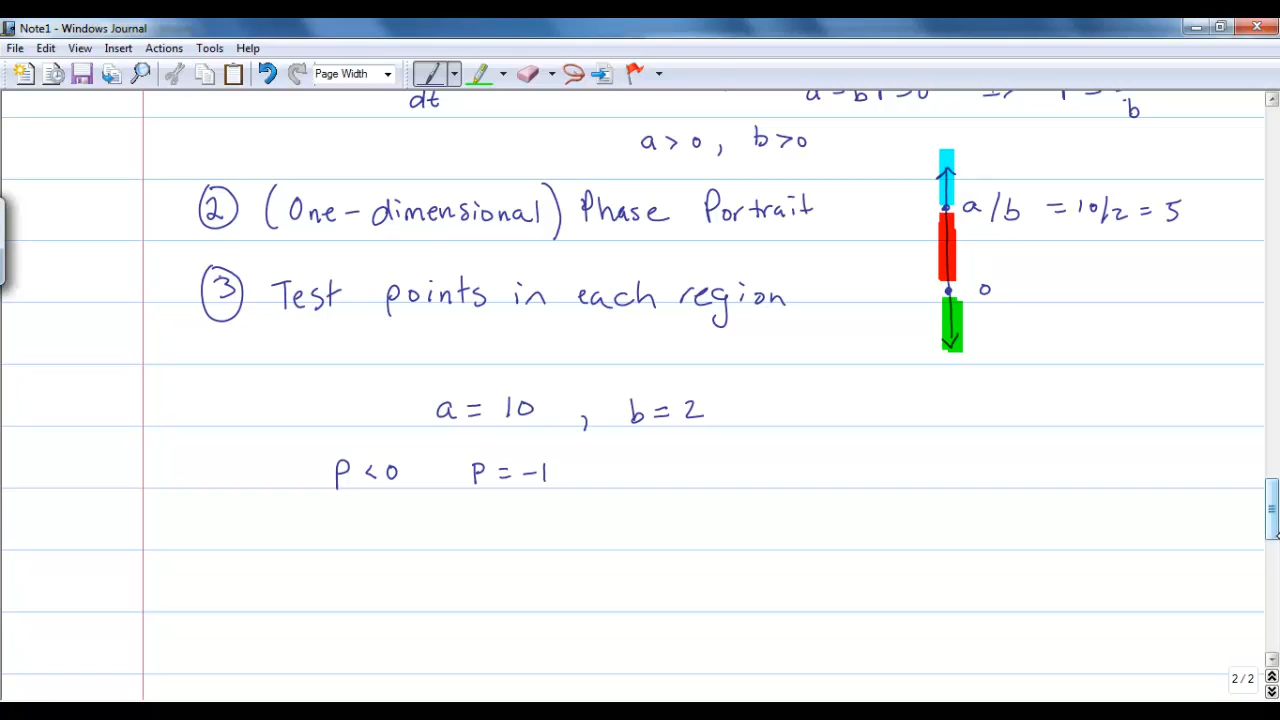 Note1 - Windows Journal
File Edit View Insert Actions Tools Help
Page Width
dt
b
a > 0 , b > 0
② (One-dimensional) Phase Portrait
a/b = 10/2 = 5
③ Test points in each region
0
a = 10 , b = 2
P < 0 P = -1
2 / 2